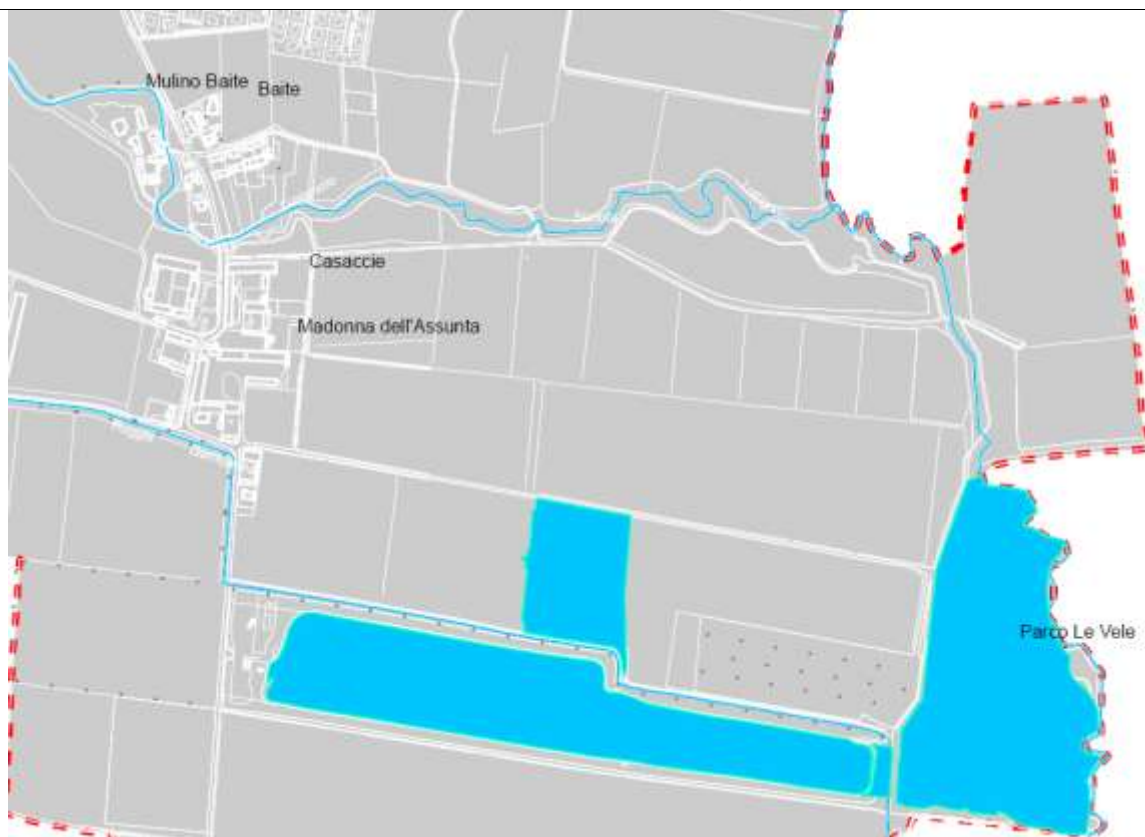 Mulino Baite
Baite
Casaccie
Madonna dell'Assunta
Parco Le Vele